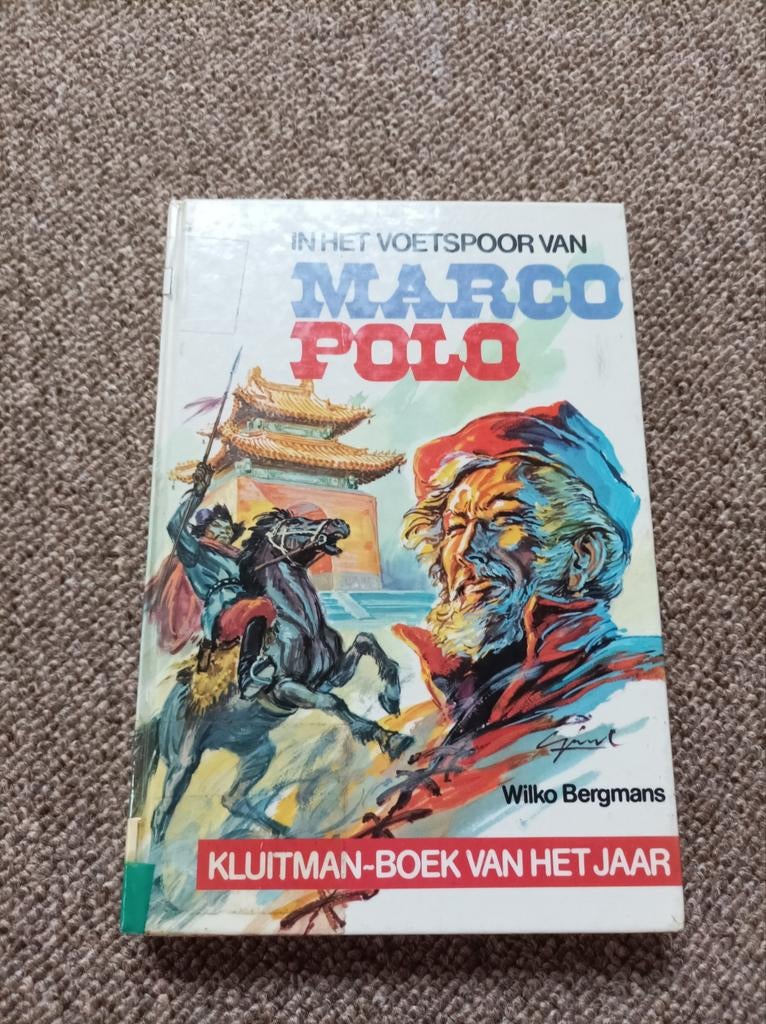 IN HET VOETSPOOR VAN
MARCO
POLO
Wilko Bergmans
KLUITMAN-BOEK VAN HET JAAR